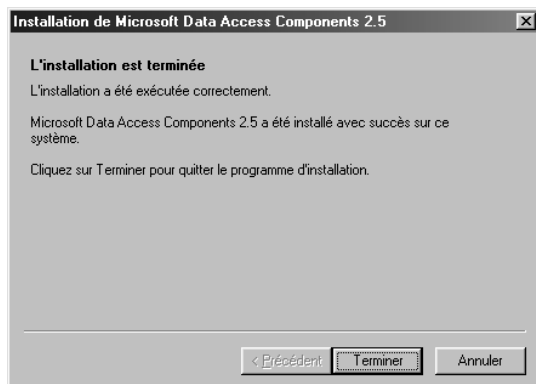 Installation de Microsoft Data Access Components 2.5
L'installation est terminée
L'installation a été exécutée correctement.
Microsoft Data Access Components 2.5 a été installé avec succès sur ce
système.
Cliquez sur Terminer pour quitter le programme d'installation.
< Précédent
Terminer
Annuler